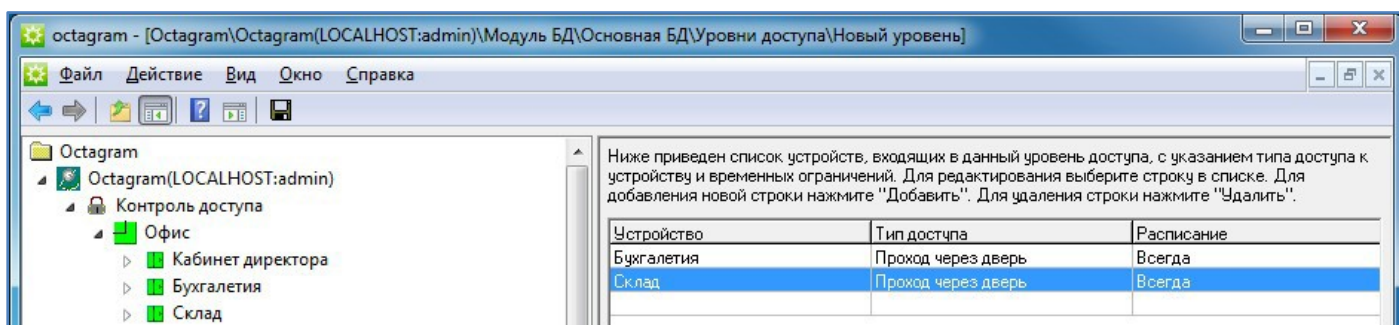 octagram - [Octagram\Octagram(LOCALHOST:admin)\Модуль БД\Основная БД\Уровни доступа\Новый уровень]
Файл Действие Вид Окно Справка
Octagram
Octagram(LOCALHOST:admin)
Контроль доступа
Офис
Кабинет директора
Бухгалетия
Склад
Ниже приведен список устройств, входящих в данный уровень доступа, с указанием типа доступа к
устройству и временных ограничений. Для редактирования выберите строку в списке. Для
добавления новой строки нажмите "Добавить". Для удаления строки нажмите "Удалить".
Устройство Тип доступа Расписание
Бухгалетия Проход через дверь Всегда
Склад Проход через дверь Всегда